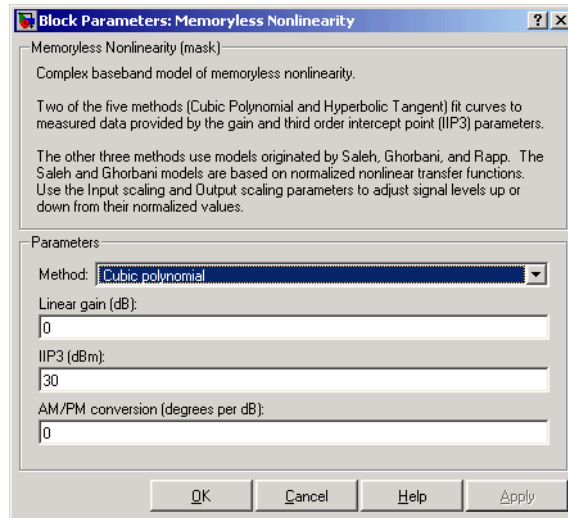 Block Parameters: Memoryless Nonlinearity
Memoryless Nonlinearity (mask)
Complex baseband model of memoryless nonlinearity.
Two of the five methods (Cubic Polynomial and Hyperbolic Tangent) fit curves to
measured data provided by the gain and third order intercept point (IIP3) parameters.
The other three methods use models originated by Saleh, Ghorbani, and Rapp. The
Saleh and Ghorbani models are based on normalized nonlinear transfer functions.
Use the Input scaling and Output scaling parameters to adjust signal levels up or
down from their normalized values.
Parameters
Method: Cubic polynomial
Linear gain (dB):
0
IIP3 (dBm):
30
AM/PM conversion (degrees per dB):
0
OK Cancel Help Apply